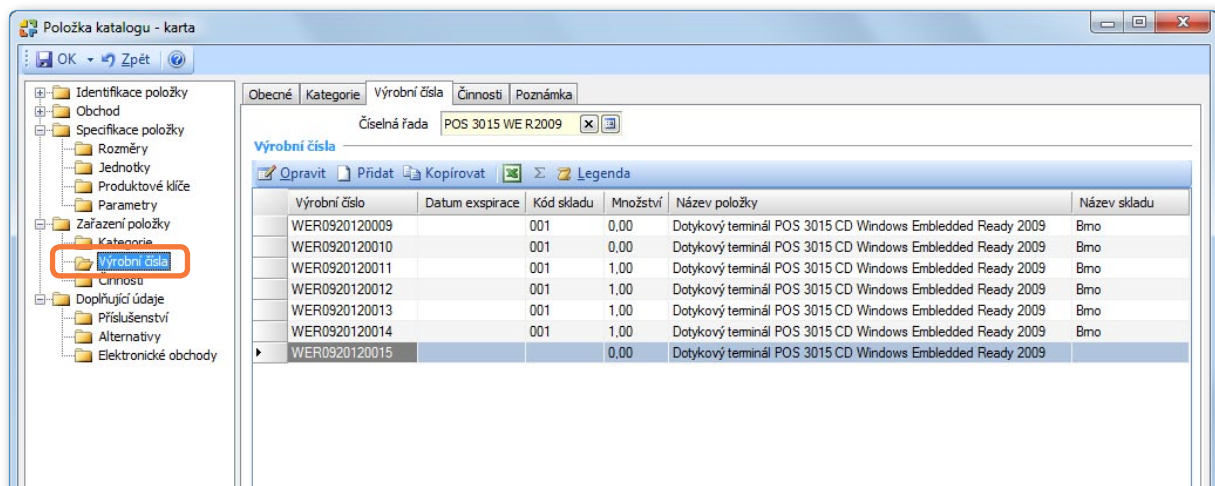 Položka katalogu - karta
OK Zpět
Identifikace položky
Obchod
Specifikace položky
Rozměry
Jednotky
Produktové klíče
Parametry
Zařazení položky
Kategorie
Výrobní čísla
Činnosti
Doplňující údaje
Příslušenství
Alternativy
Elektronické obchody
Obecné Kategorie Výrobní čísla Činnosti Poznámka
Číselná řada POS 3015 WE R2009
Výrobní čísla
Opravit Přidat Kopírovat Σ Legenda
Výrobní číslo Datum exspirace Kód skladu Množství Název položky Název skladu
WER0920120009 001 0,00 Dotykový terminál POS 3015 CD Windows Embledded Ready 2009 Brno
WER0920120010 001 0,00 Dotykový terminál POS 3015 CD Windows Embledded Ready 2009 Brno
WER0920120011 001 1,00 Dotykový terminál POS 3015 CD Windows Embledded Ready 2009 Brno
WER0920120012 001 1,00 Dotykový terminál POS 3015 CD Windows Embledded Ready 2009 Brno
WER0920120013 001 1,00 Dotykový terminál POS 3015 CD Windows Embledded Ready 2009 Brno
WER0920120014 001 1,00 Dotykový terminál POS 3015 CD Windows Embledded Ready 2009 Brno
WER0920120015 0,00 Dotykový terminál POS 3015 CD Windows Embledded Ready 2009